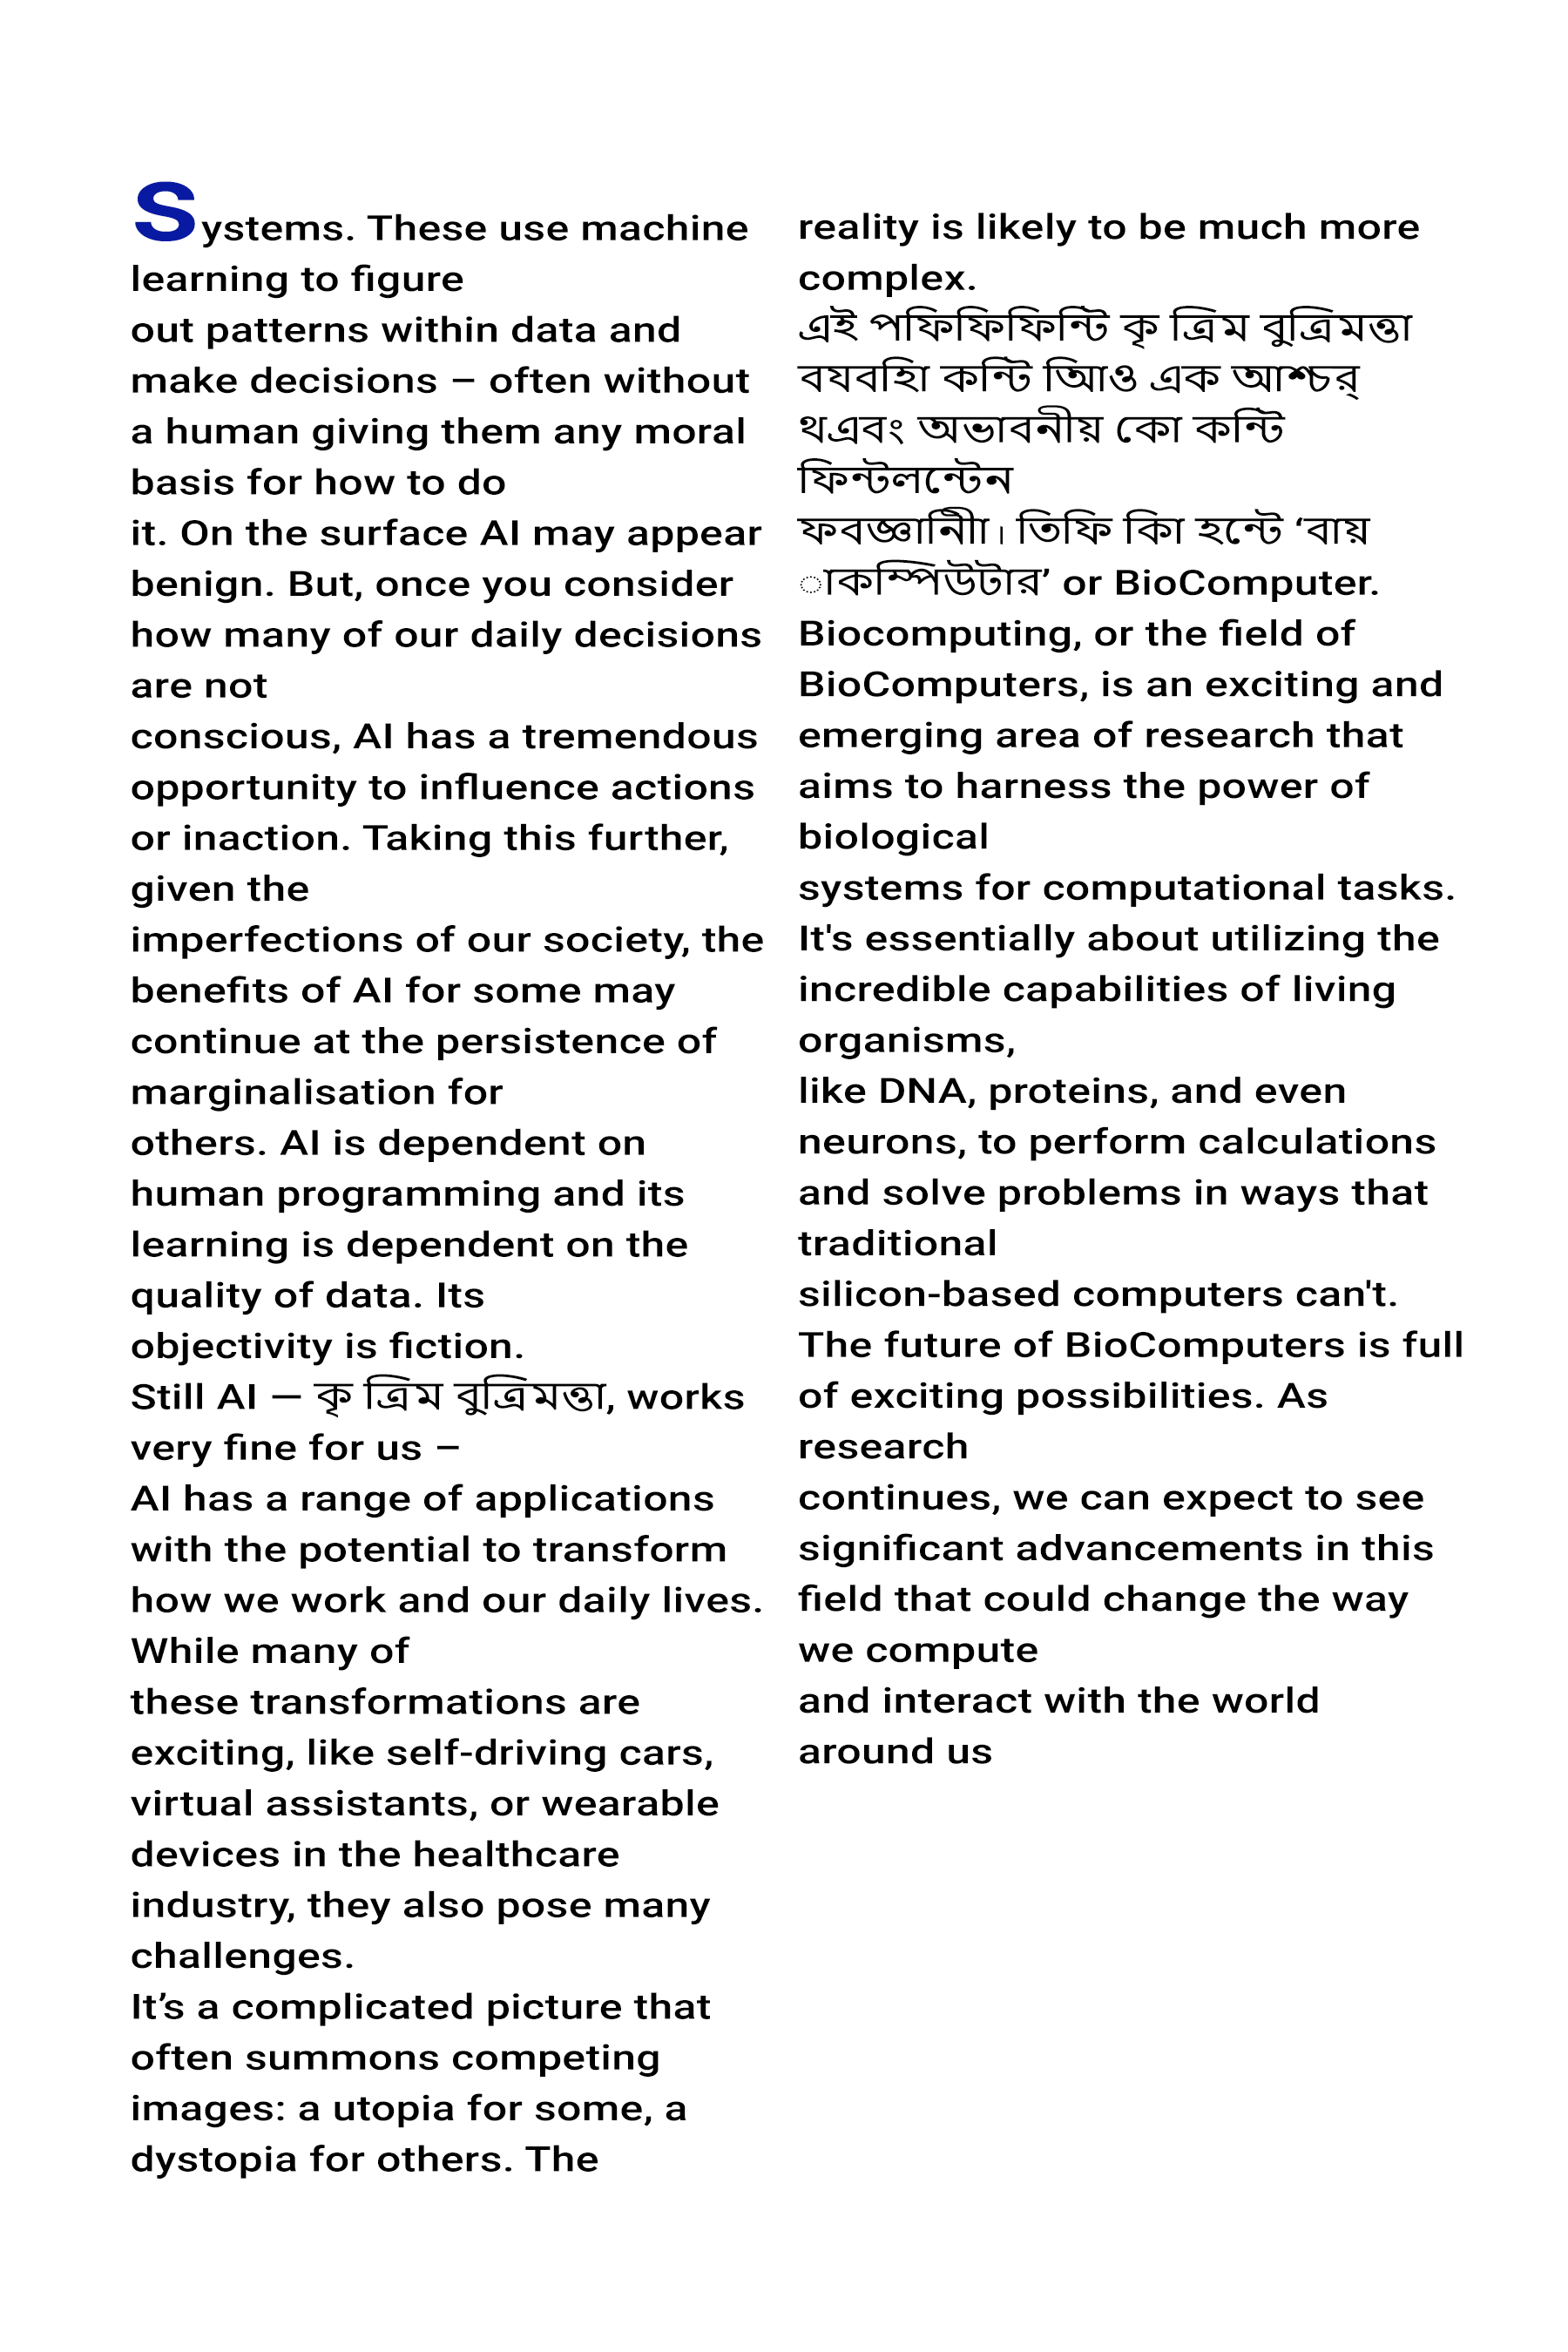 Systems. These use machine
learning to figure
out patterns within data and
make decisions – often without
a human giving them any moral
basis for how to do
it. On the surface AI may appear
benign. But, once you consider
how many of our daily decisions
are not
conscious, AI has a tremendous
opportunity to influence actions
or inaction. Taking this further,
given the
imperfections of our society, the
benefits of AI for some may
continue at the persistence of
marginalisation for
others. AI is dependent on
human programming and its
learning is dependent on the
quality of data. Its
objectivity is fiction.
Still AI — কৃ ত্রিম বুত্রিমত্তা, works
very fine for us –
AI has a range of applications
with the potential to transform
how we work and our daily lives.
While many of
these transformations are
exciting, like self-driving cars,
virtual assistants, or wearable
devices in the healthcare
industry, they also pose many
challenges.
It’s a complicated picture that
often summons competing
images: a utopia for some, a
dystopia for others. The
reality is likely to be much more
complex.
এই পফিফিফিন্টি কৃ ত্রিম বুত্রিমত্তা
বযবহিা কন্টি আিও এক আশ্চর্
থএবং অভাবনীয় কো কন্টি
ফিন্টলন্টেন
ফবজ্ঞানিীা। তিফি কিা হন্টে ‘বায়
াকম্পিউটার’ or BioComputer.
Biocomputing, or the field of
BioComputers, is an exciting and
emerging area of research that
aims to harness the power of
biological
systems for computational tasks.
It's essentially about utilizing the
incredible capabilities of living
organisms,
like DNA, proteins, and even
neurons, to perform calculations
and solve problems in ways that
traditional
silicon-based computers can't.
The future of BioComputers is full
of exciting possibilities. As
research
continues, we can expect to see
significant advancements in this
field that could change the way
we compute
and interact with the world
around us